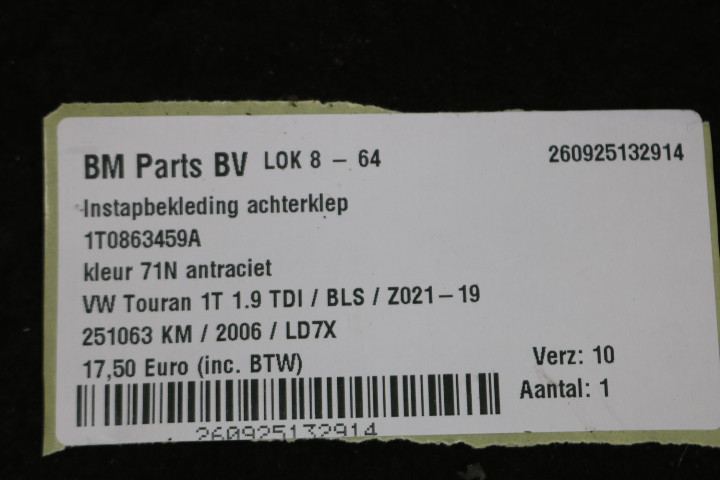 BM Parts BV LOK 8 - 64 260925132914
Instapbekleding achterklep
1T0863459A
kleur 71N antraciet
VW Touran 1T 1.9 TDI / BLS / Z021-19
251063 KM / 2006 / LD7X
17,50 Euro (inc. BTW)
Verz: 10
Aantal: 1
260925132914